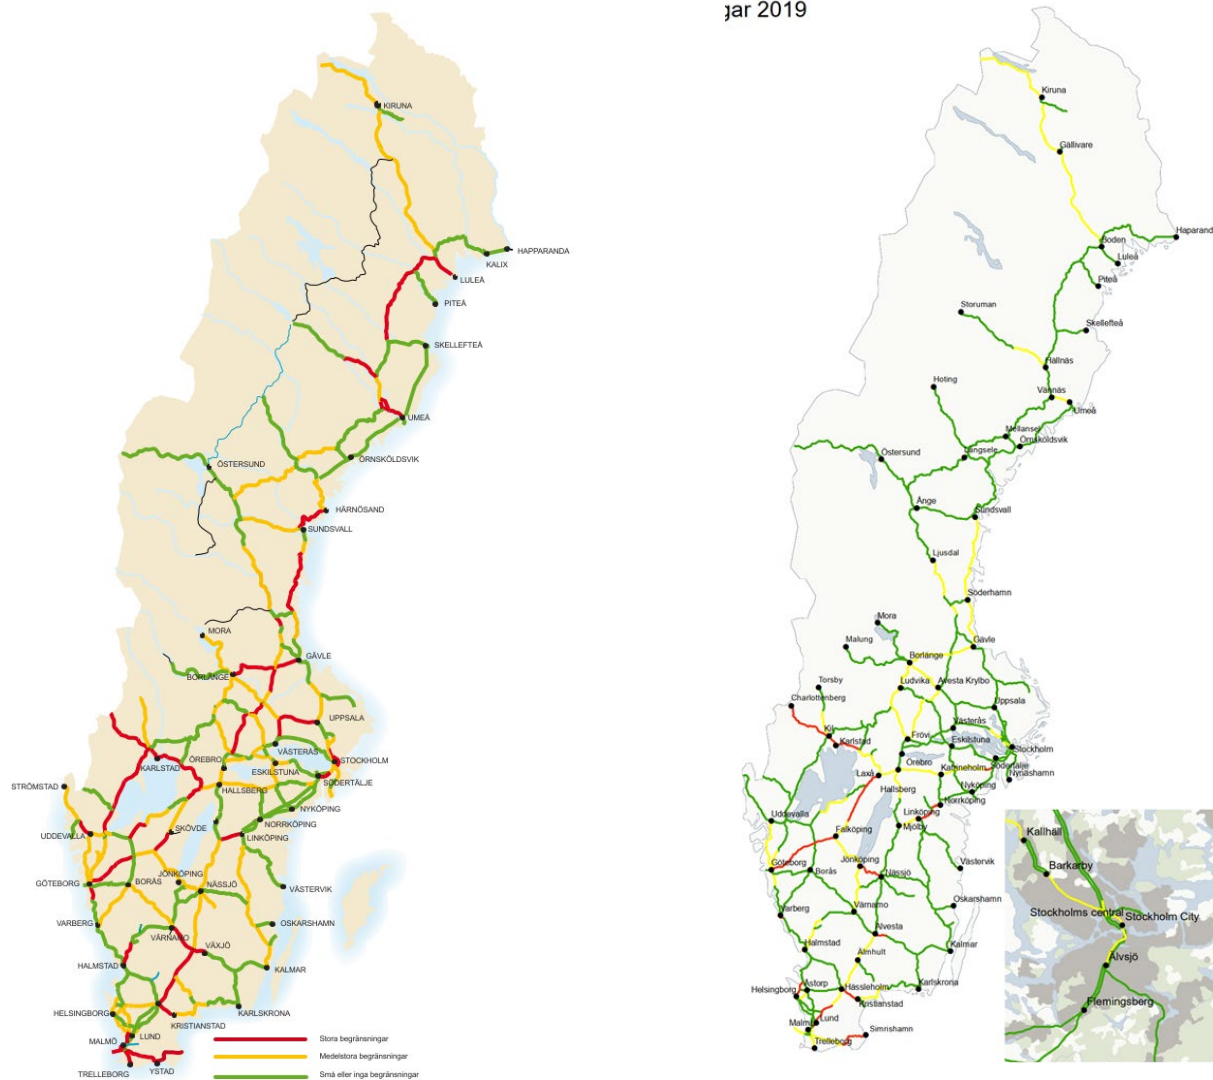 gar 2019
KIRUNA
HAPPARANDA
KALIX
LULEÅ
PITEÅ
SKELLEFTEÅ
UMEÅ
ÖSTERSUND
ÖRNSKÖLDSVIK
HÄRNÖSAND
SUNDSVALL
MORA
GÄVLE
BORLÄNGE
UPPSALA
VÄSTERÅS
STOCKHOLM
KARLSTAD
ÖREBRO
ESKILSTUNA
SÖDERTÄLJE
STRÖMSTAD
HALLSBERG
NYKÖPING
NORRKÖPING
UDDEVALLA
SKÖVDE
LINKÖPING
JÖNKÖPING
GÖTEBORG
BORÅS
NÄSSJÖ
VÄSTERVIK
VARBERG
OSKARSHAMN
VÄRNAMO
VÄXJÖ
HALMSTAD
KALMAR
HELSINGBORG
KARLSKRONA
KRISTIANSTAD
LUND
MALMÖ
TRELLEBORG
YSTAD
Stora begränsningar
Medelstora begränsningar
Små eller inga begränsningar
Kiruna
Gällivare
Haparand
Boden
Luleå
Piteå
Storuman
Skellefteå
Hällnäs
Hoting
Vännäs
Umeå
Mellansel
Örnsköldsvik
Östersund
Långsele
Ånge
Sundsvall
Ljusdal
Söderhamn
Mora
Malung
Gävle
Borlänge
Torsby
Ludvika
Avesta Krylbo
Charlottenberg
Uppsala
Västerås
Kil
Karlstad
Frövi
Eskilstuna
Stockholm
Örebro
Södertälje
Laxå
Katrineholm
Nynäshamn
Hallsberg
Nyköping
Norrköping
Linköping
Uddevalla
Mjölby
Falköping
Göteborg
Borås
Jönköping
Nässjö
Västervik
Varberg
Värnamo
Oskarshamn
Alvesta
Halmstad
Kalmar
Älmhult
Åstorp
Helsingborg
Hässleholm
Karlskrona
Kristianstad
Lund
Malmö
Simrishamn
Trelleborg
Kallhäll
Barkarby
Stockholms central
Stockholm City
Älvsjö
Flemingsberg